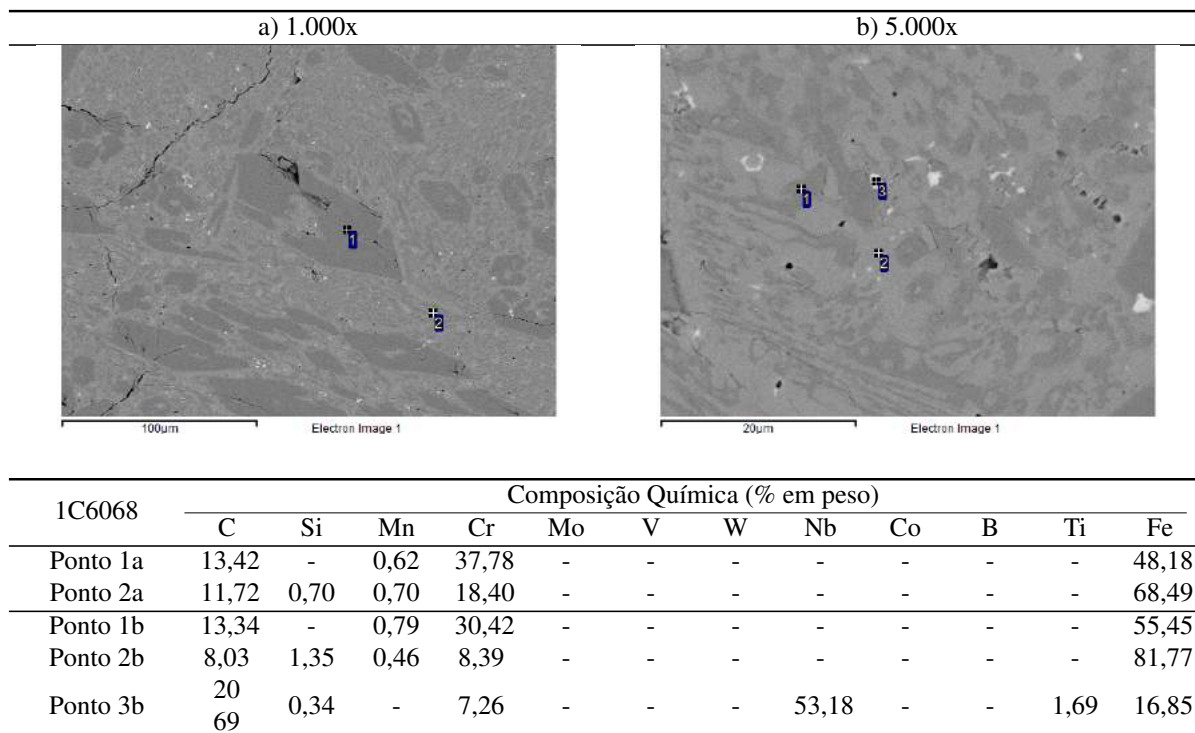 a) 1.000x b) 5.000x
1
2
1
3
2
100µm Electron Image 1 20µm Electron Image 1
1C6068 Composição Química (% em peso)
C Si Mn Cr Mo V W Nb Co B Ti Fe
Ponto 1a 13,42 - 0,62 37,78 - - - - - - - 48,18
Ponto 2a 11,72 0,70 0,70 18,40 - - - - - - - 68,49
Ponto 1b 13,34 - 0,79 30,42 - - - - - - - 55,45
Ponto 2b 8,03 1,35 0,46 8,39 - - - - - - - 81,77
Ponto 3b 20 69 0,34 - 7,26 - - - 53,18 - - 1,69 16,85